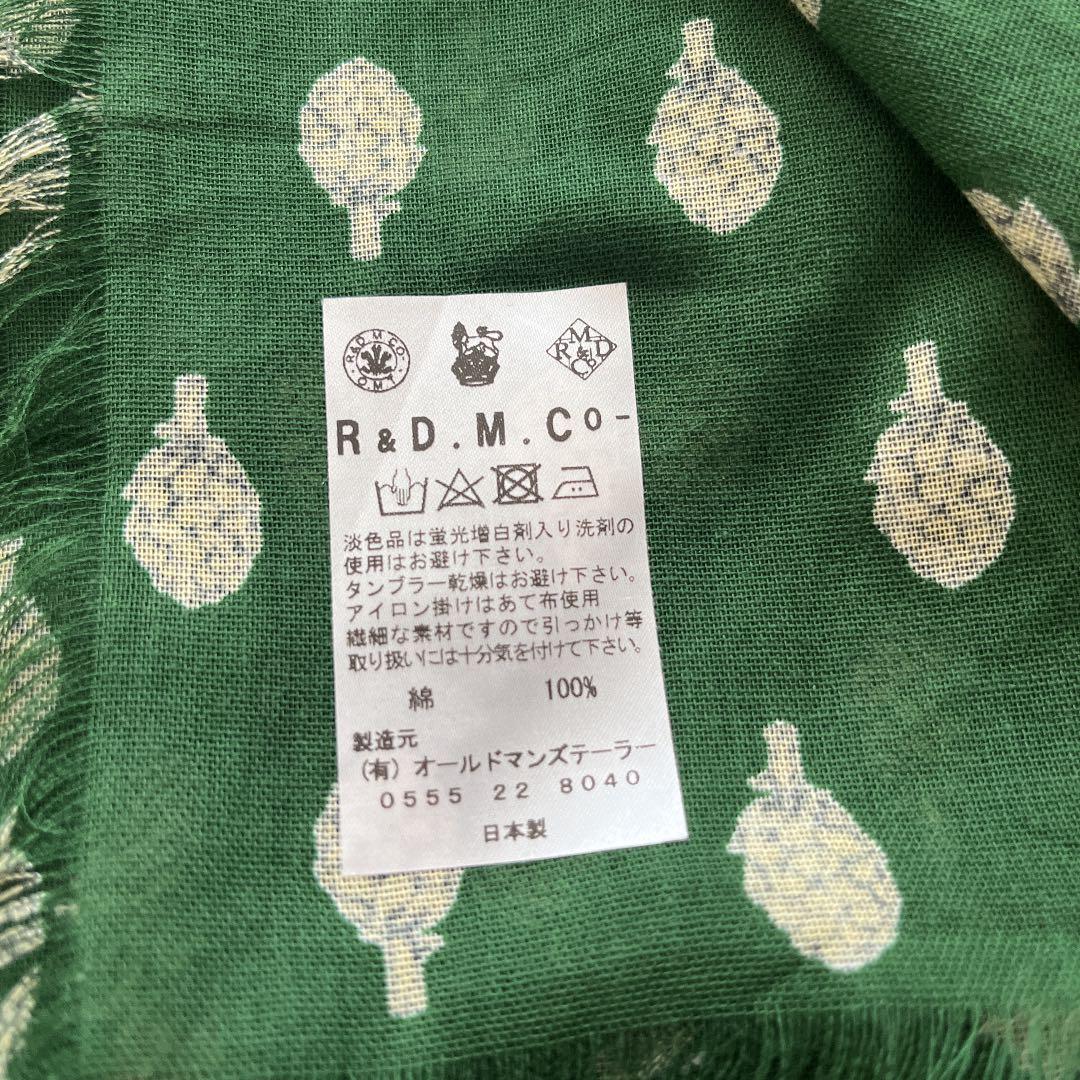 R&D.M.CO-
O.M.T.
M
R & D
Co
R & D . M . Co-
淡色品は蛍光増白剤入り洗剤の
使用はお避け下さい。
タンブラー乾燥はお避け下さい。
アイロン掛けはあて布使用
繊細な素材ですので引っかけ等
取り扱いには十分気を付けて下さい。
綿 100%
製造元
(有) オールドマンズテーラー
0555 22 8040
日本製